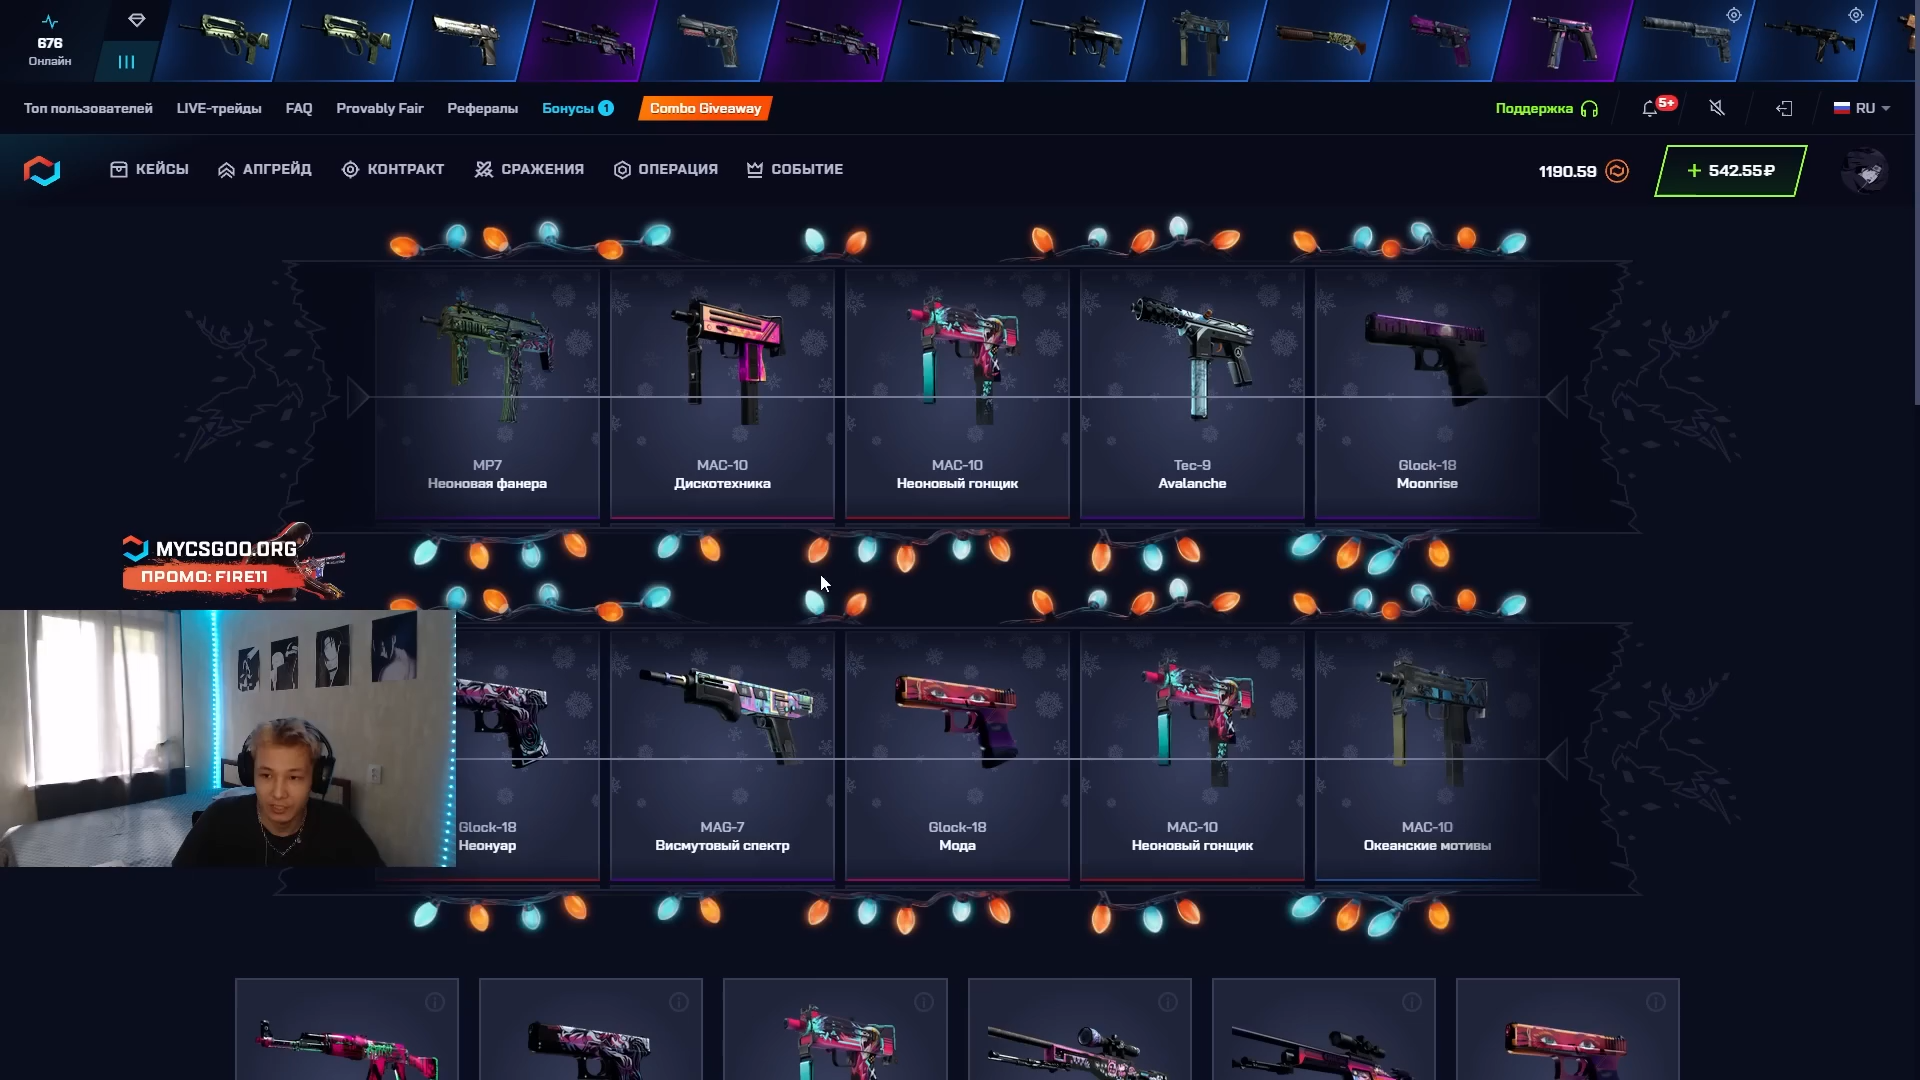 676
Онлайн
Топ пользователей
LIVE-трейды
FAQ
Provably Fair
Рефералы
Бонусы 1
Combo Giveaway
Поддержка
5+
RU
КЕЙСЫ
АПГРЕЙД
КОНТРАКТ
СРАЖЕНИЯ
ОПЕРАЦИЯ
СОБЫТИЕ
1190.59
+ 542.55₽
MP7
Неоновая фанера
MAC-10
Дискотехника
MAC-10
Неоновый гонщик
Tec-9
Avalanche
Glock-18
Moonrise
MYCSGOO.ORG
ПРОМО: FIRE11
Glock-18
Неонуар
MAG-7
Висмутовый спектр
Glock-18
Мода
MAC-10
Неоновый гонщик
MAC-10
Океанские мотивы